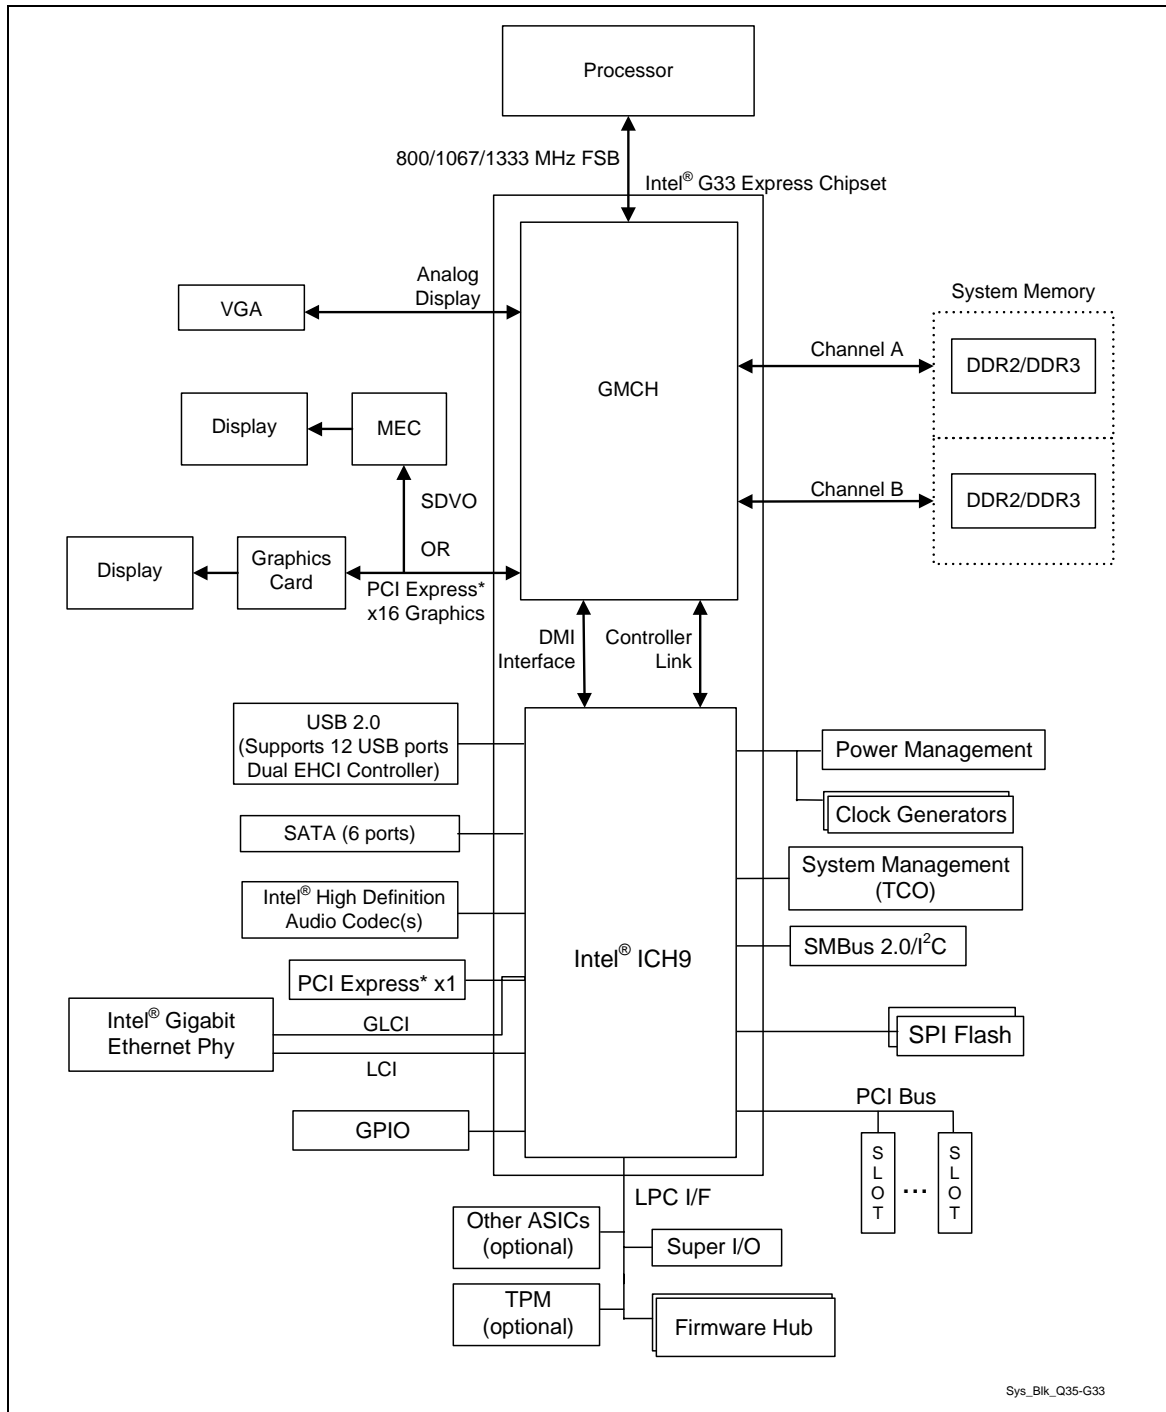 Processor
800/1067/1333 MHz FSB
Intel® G33 Express Chipset
Analog
Display
VGA
GMCH
System Memory
Channel A
DDR2/DDR3
Display
MEC
Channel B
DDR2/DDR3
SDVO
OR
Display
Graphics
Card
PCI Express*
x16 Graphics
DMI
Interface
Controller
Link
USB 2.0
(Supports 12 USB ports
Dual EHCI Controller)
Power Management
Clock Generators
SATA (6 ports)
System Management
(TCO)
Intel® High Definition
Audio Codec(s)
Intel® ICH9
SMBus 2.0/I²C
PCI Express* x1
Intel® Gigabit
Ethernet Phy
GLCI
LCI
SPI Flash
PCI Bus
GPIO
SLOT
...
SLOT
LPC I/F
Other ASICs
(optional)
Super I/O
TPM
(optional)
Firmware Hub
Sys_Blk_Q35-G33